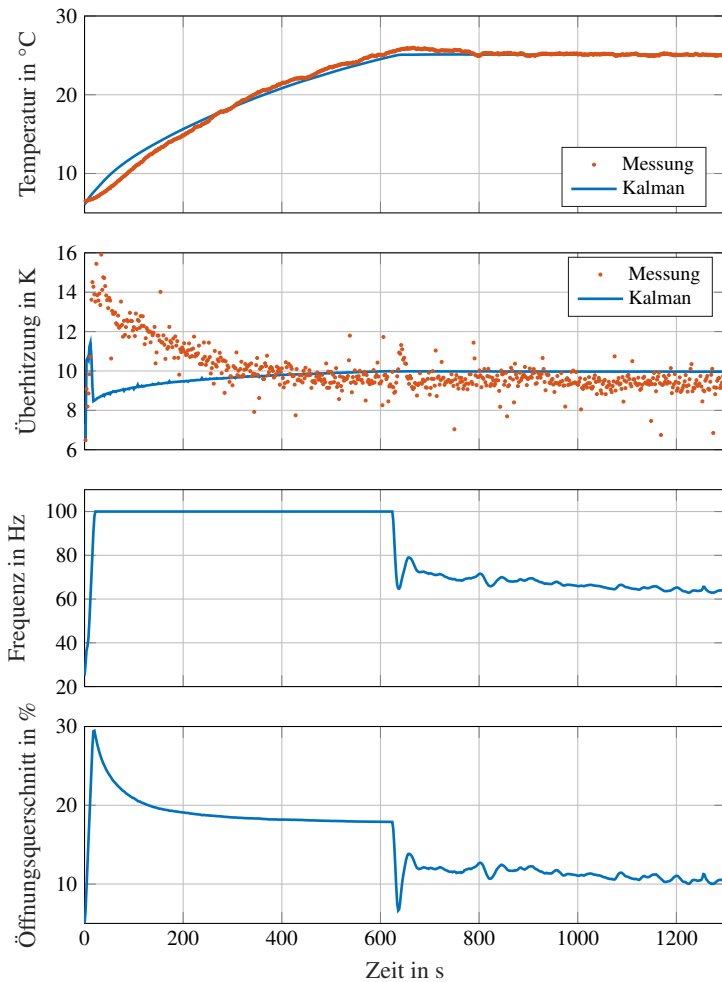 30
20
10
Temperatur in °C
Messung
Kalman
16
14
12
10
8
6
Überhitzung in K
Messung
Kalman
100
80
60
40
20
Frequenz in Hz
30
20
10
Öffnungsquerschnitt in %
0
200
400
600
800
1000
1200
Zeit in s